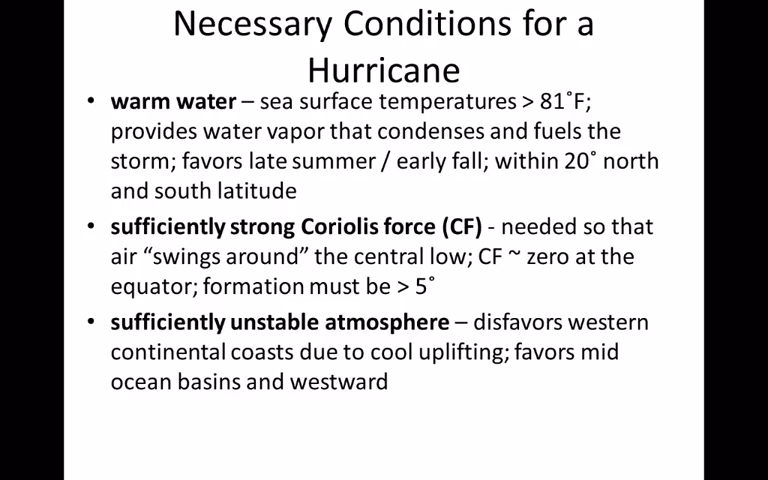 Necessary Conditions for a
Hurricane
• warm water – sea surface temperatures > 81˚F;
provides water vapor that condenses and fuels the
storm; favors late summer / early fall; within 20˚ north
and south latitude
• sufficiently strong Coriolis force (CF) - needed so that
air “swings around” the central low; CF ~ zero at the
equator; formation must be > 5˚
• sufficiently unstable atmosphere – disfavors western
continental coasts due to cool uplifting; favors mid
ocean basins and westward